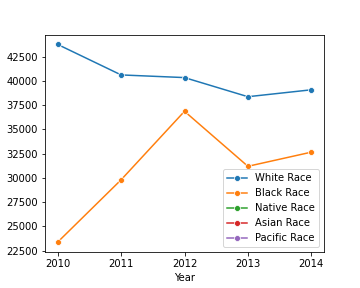 42500
40000
37500
35000
32500
30000
27500
25000
22500
White Race
Black Race
Native Race
Asian Race
Pacific Race
2010 2011 2012 2013 2014
Year